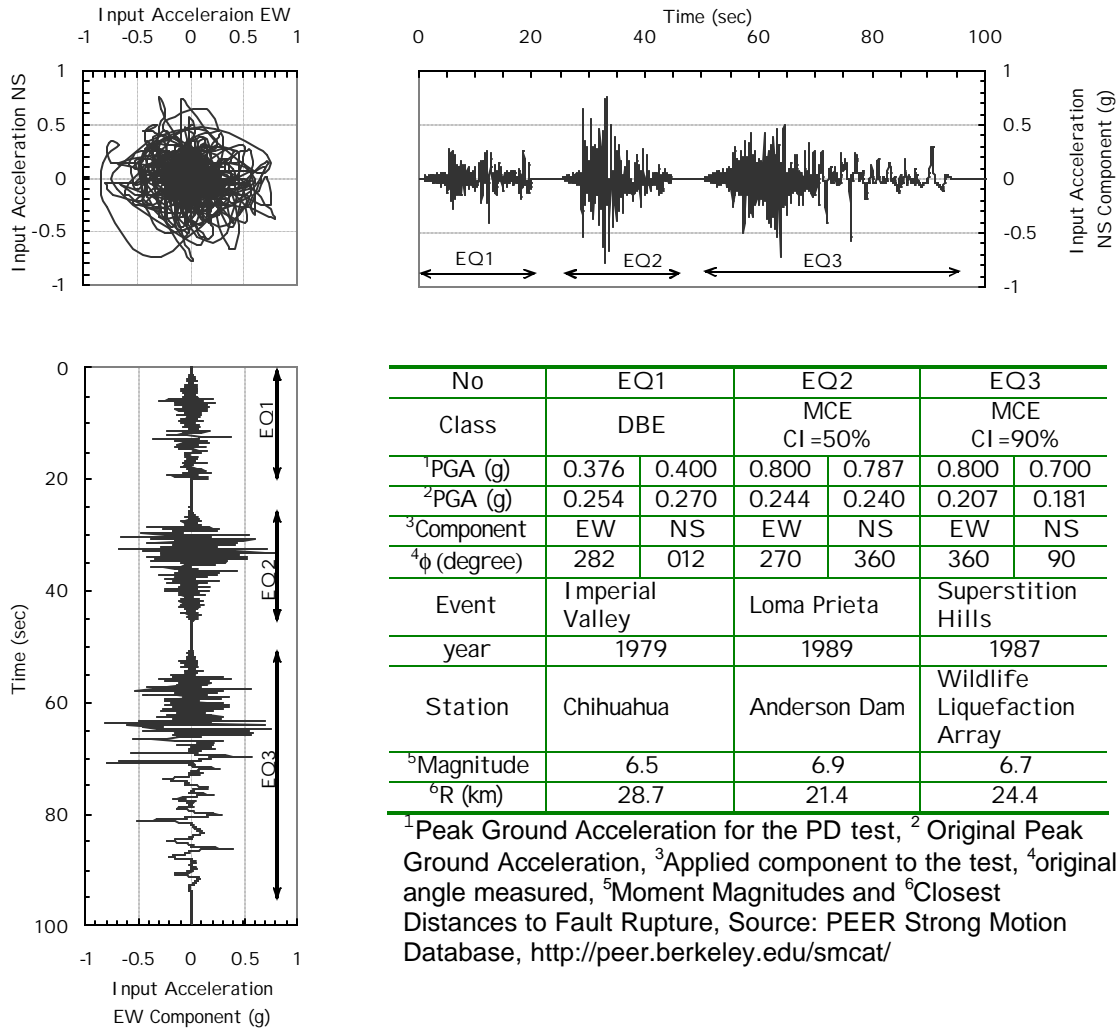 Input Acceleraion EW
-1 -0.5 0 0.5 1
Input Acceleration NS
1
0.5
0
-0.5
-1
Time (sec)
0 20 40 60 80 100
1
0.5
0
-0.5
-1
Input Acceleration
NS Component (g)
EQ1 EQ2 EQ3
0
20
40
60
80
100
Time (sec)
EQ1
EQ2
EQ3
-1 -0.5 0 0.5 1
Input Acceleration
EW Component (g)
No EQ1 EQ2 EQ3
Class DBE MCE CI=50% MCE CI=90%
¹PGA (g) 0.376 0.400 0.800 0.787 0.800 0.700
²PGA (g) 0.254 0.270 0.244 0.240 0.207 0.181
³Component EW NS EW NS EW NS
⁴ϕ (degree) 282 012 270 360 360 90
Event Imperial Valley Loma Prieta Superstition Hills
year 1979 1989 1987
Station Chihuahua Anderson Dam Wildlife Liquefaction Array
⁵Magnitude 6.5 6.9 6.7
⁶R (km) 28.7 21.4 24.4
¹Peak Ground Acceleration for the PD test, ² Original Peak
Ground Acceleration, ³Applied component to the test, ⁴original
angle measured, ⁵Moment Magnitudes and ⁶Closest
Distances to Fault Rupture, Source: PEER Strong Motion
Database, http://peer.berkeley.edu/smcat/